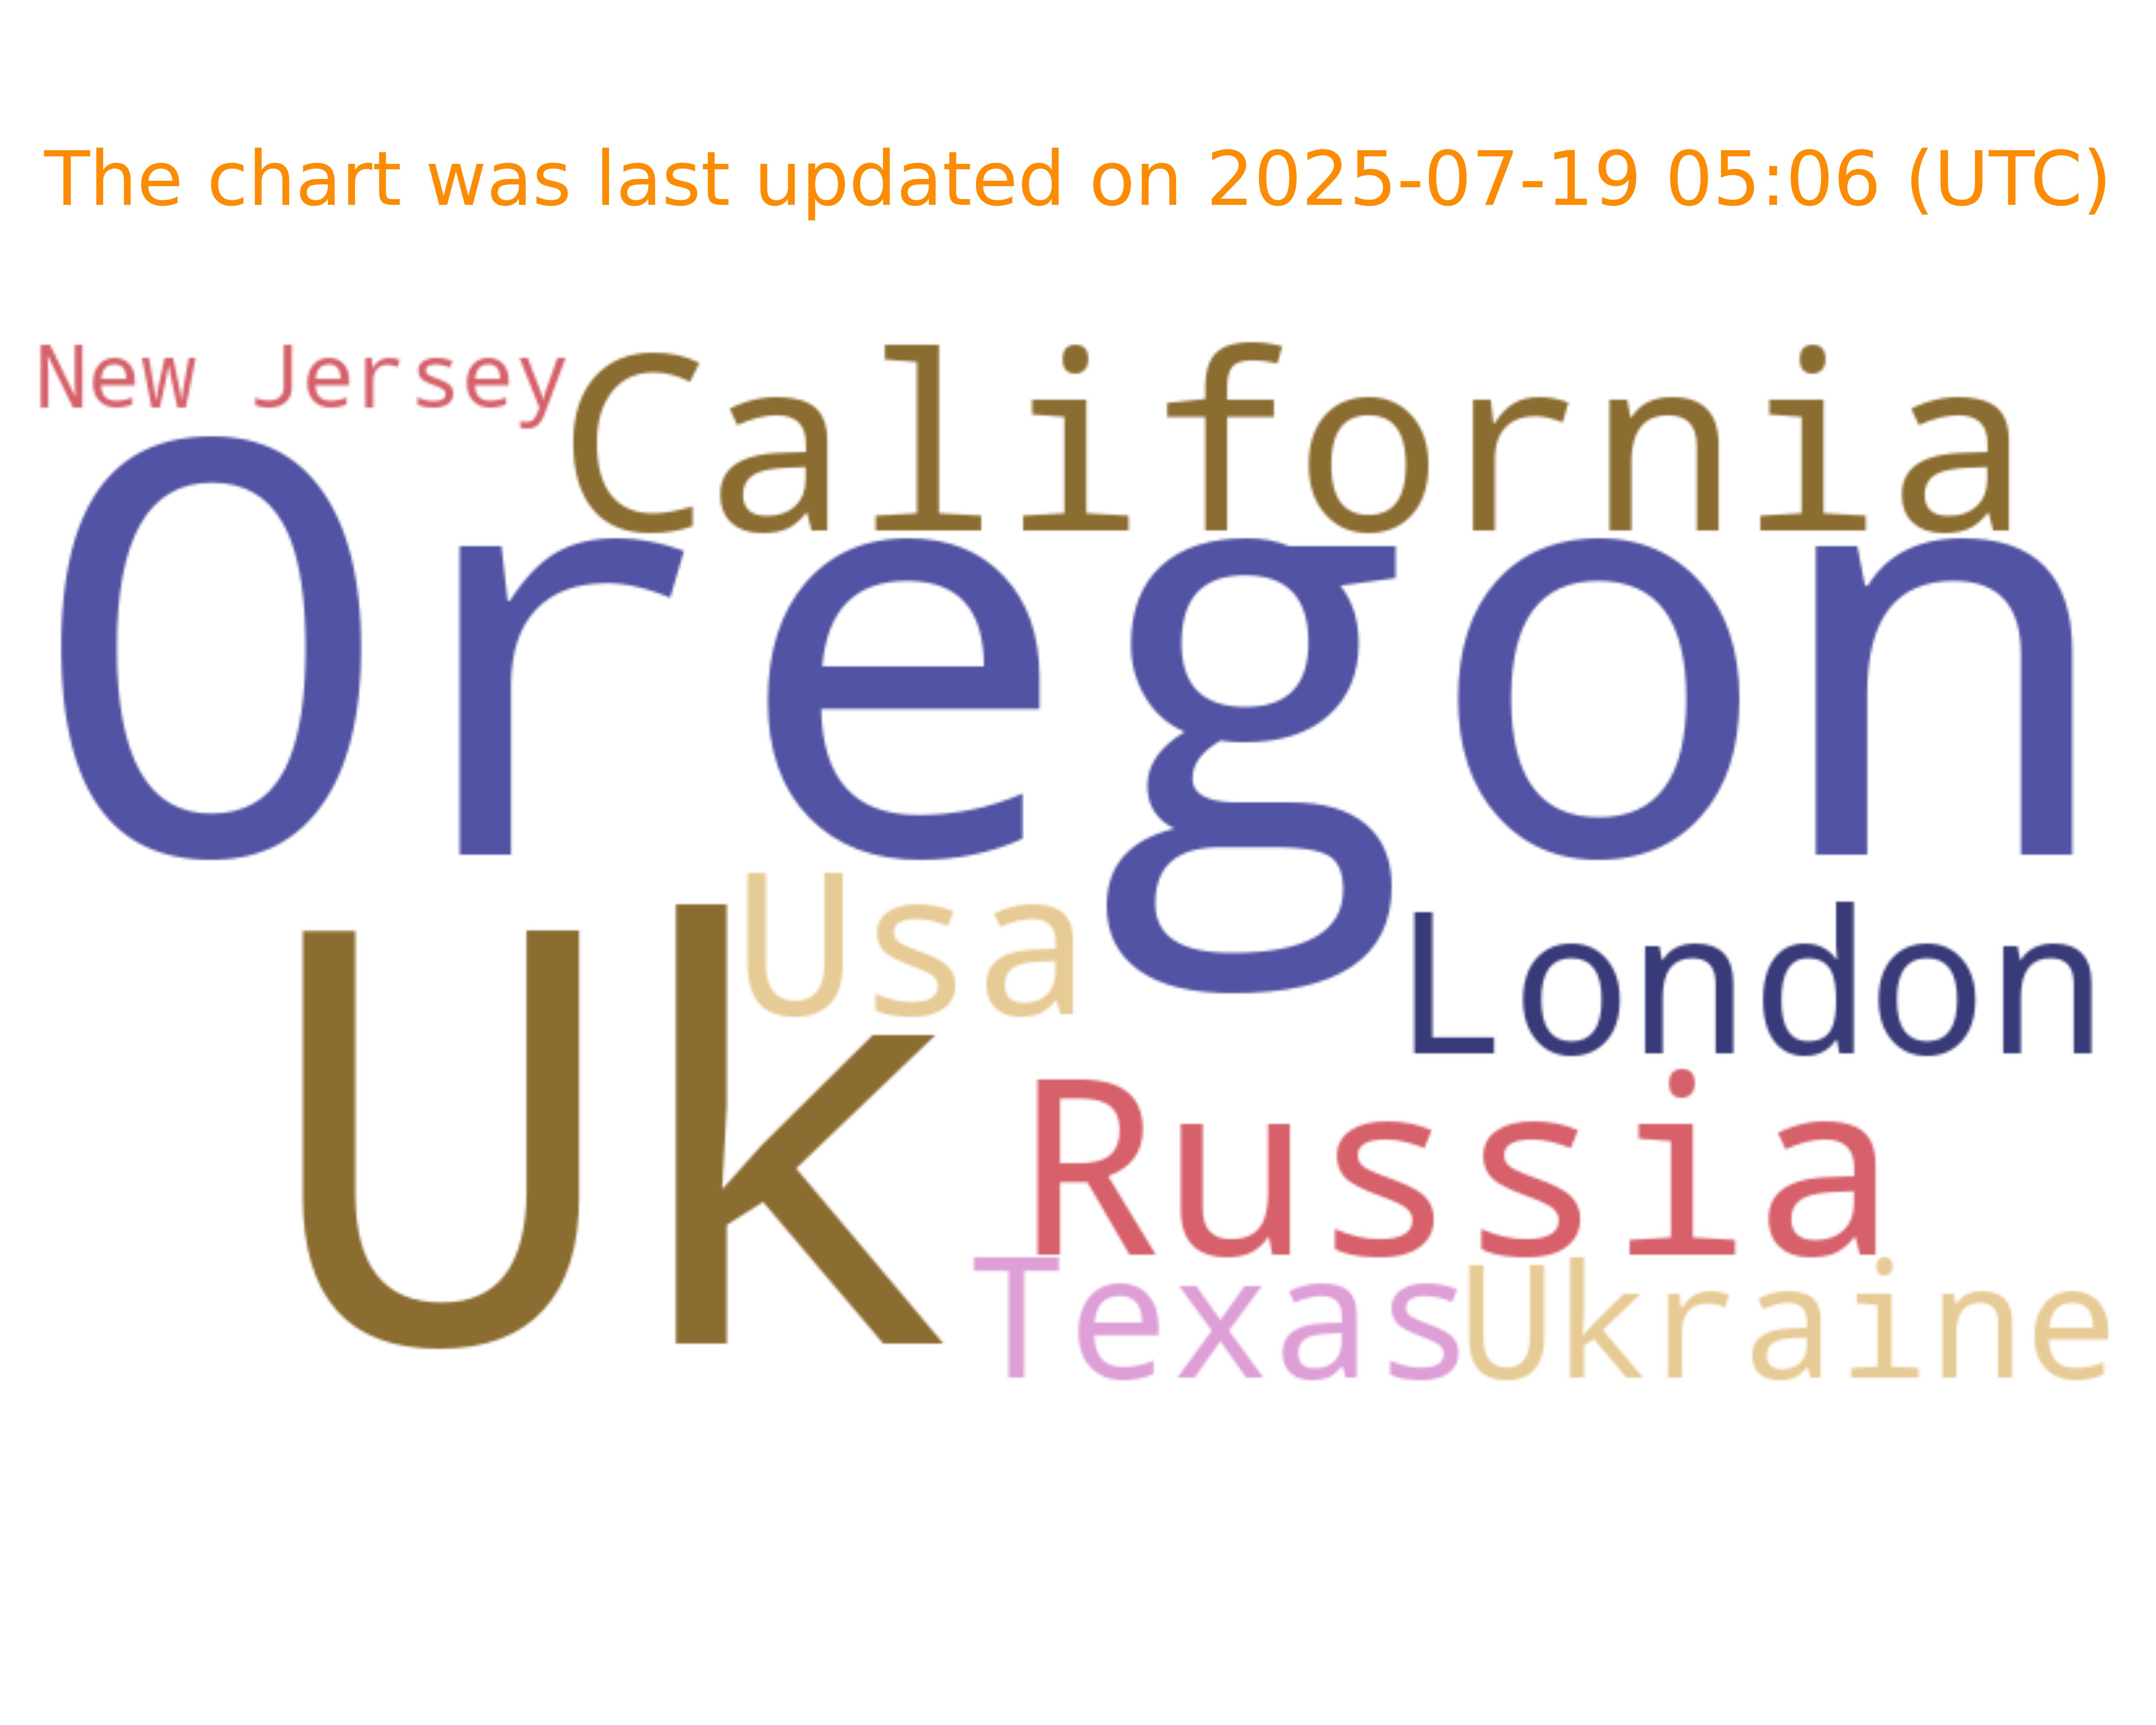 The chart was last updated on 2025-07-19 05:06 (UTC)
New Jersey
California
Oregon
Usa
London
Uk
Russia
Texas
Ukraine